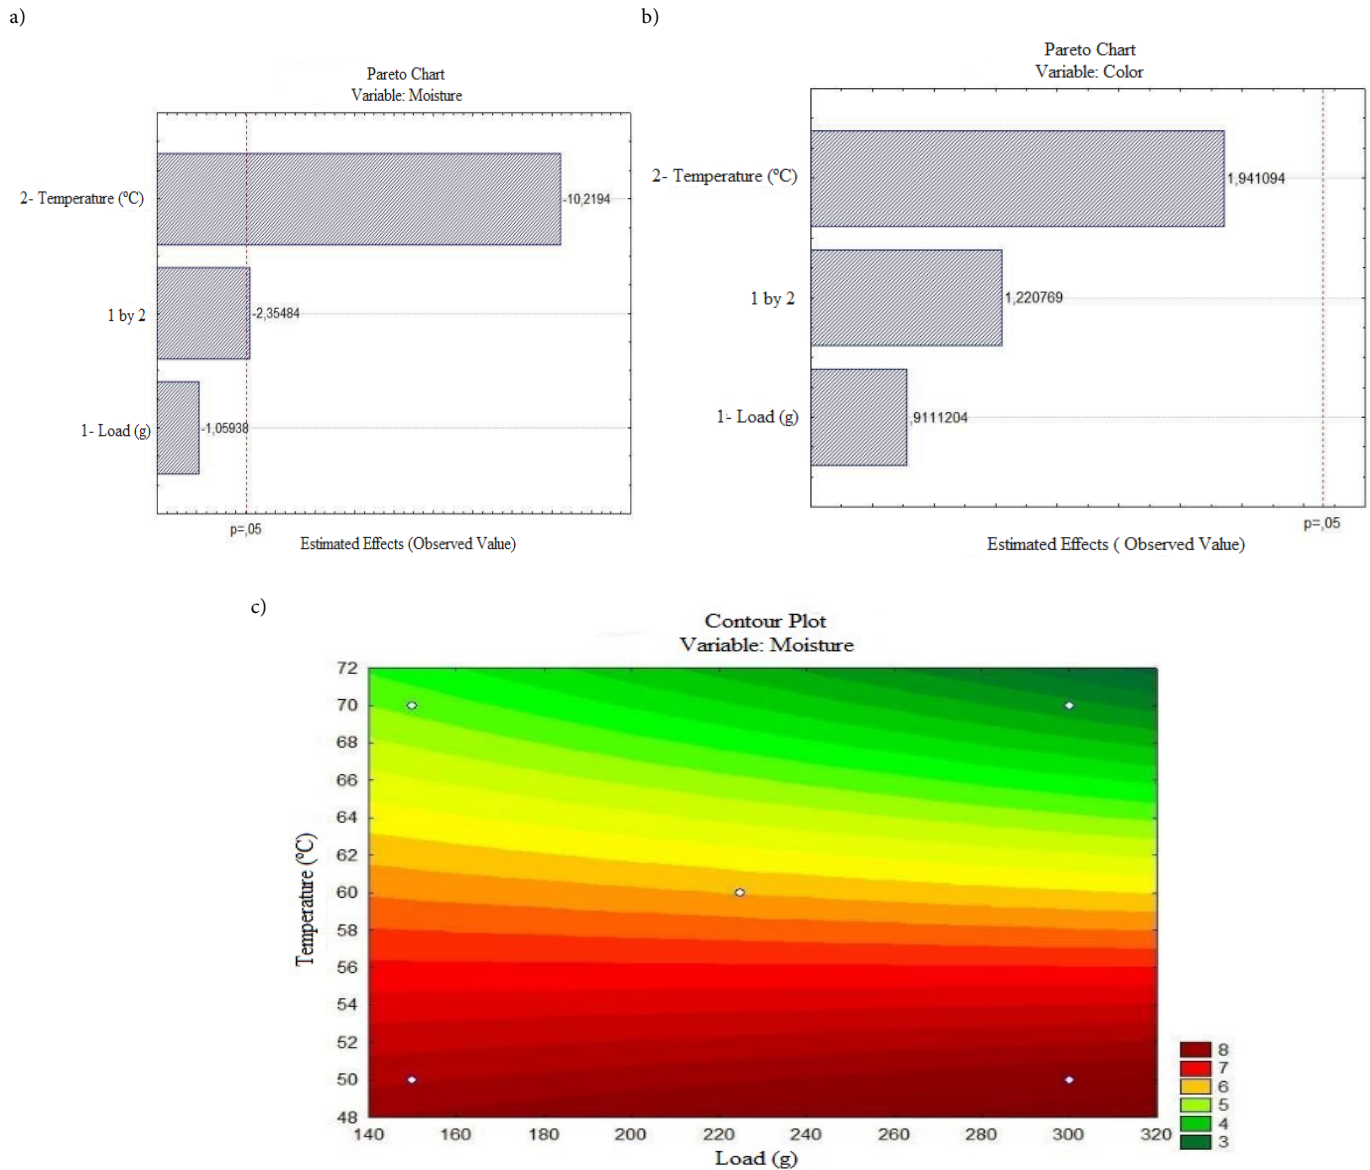 a)
Pareto Chart
Variable: Moisture
2- Temperature (ºC)
-10,2194
1 by 2
-2,35484
1- Load (g)
-1,05938
p=,05
Estimated Effects (Observed Value)
b)
Pareto Chart
Variable: Color
2- Temperature (ºC)
1,941094
1 by 2
1,220769
1- Load (g)
,9111204
p=,05
Estimated Effects ( Observed Value)
c)
Contour Plot
Variable: Moisture
72
70
68
66
64
62
60
58
56
54
52
50
48
Temperature (ºC)
140 160 180 200 220 240 260 280 300 320
Load (g)
8
7
6
5
4
3